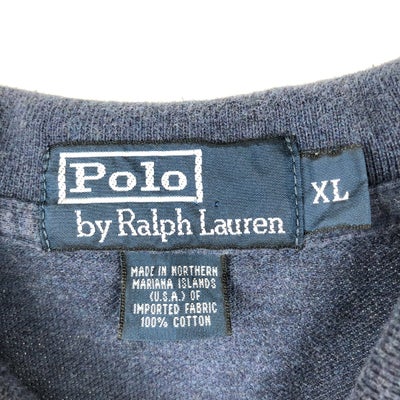 Polo
by Ralph Lauren
XL
MADE IN NORTHERN
MARIANA ISLANDS
(U.S.A.) OF
IMPORTED FABRIC
100% COTTON